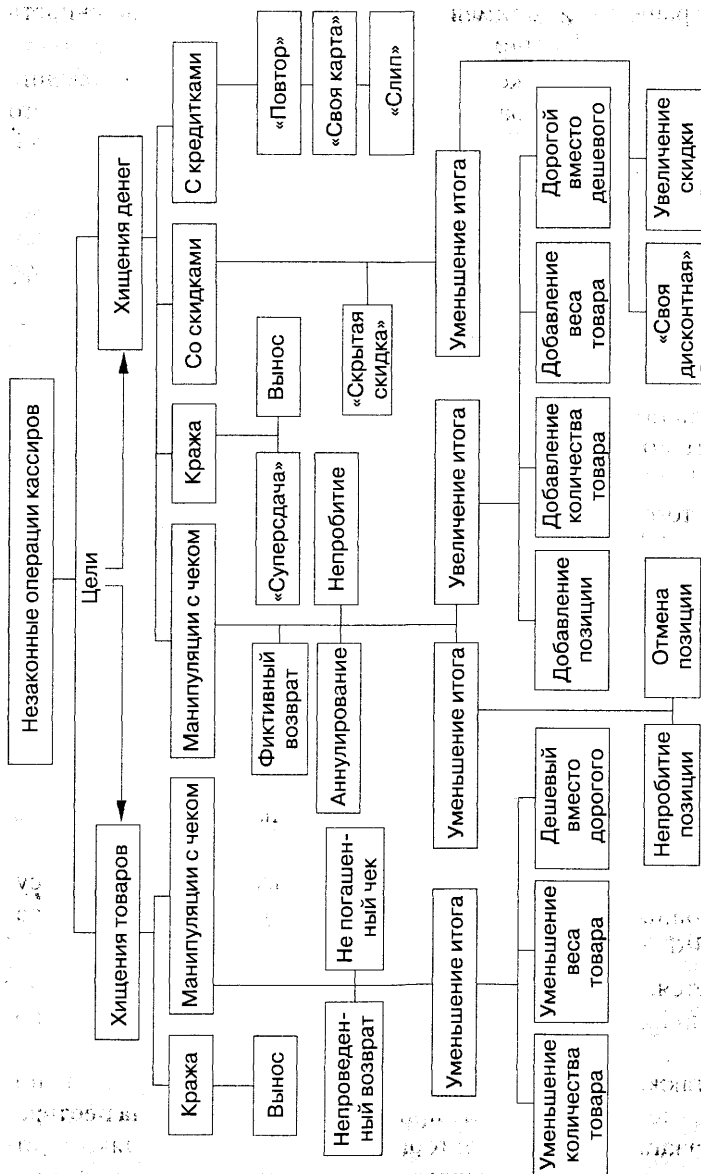 Незаконные операции кассиров
Цели
Хищения товаров
Хищения денег
Кража
Манипуляции с чеком
Манипуляции с чеком
Кража
Со скидками
С кредитками
Вынос
Непроведен-
ный возврат
Не погашен-
ный чек
Фиктивный
возврат
Аннулирование
Непробитие
«Суперсдача»
Вынос
«Скрытая
скидка»
«Повтор»
«Своя карта»
«Слип»
Уменьшение итога
Уменьшение итога
Увеличение итога
Уменьшение итога
Уменьшение
количества
товара
Уменьшение
веса
товара
Дешевый
вместо
дорогого
Добавление
позиции
Добавление
количества
товара
Добавление
веса
товара
Дорогой
вместо
дешевого
Непробитие
позиции
Отмена
позиции
«Своя
дисконтная»
Увеличение
скидки